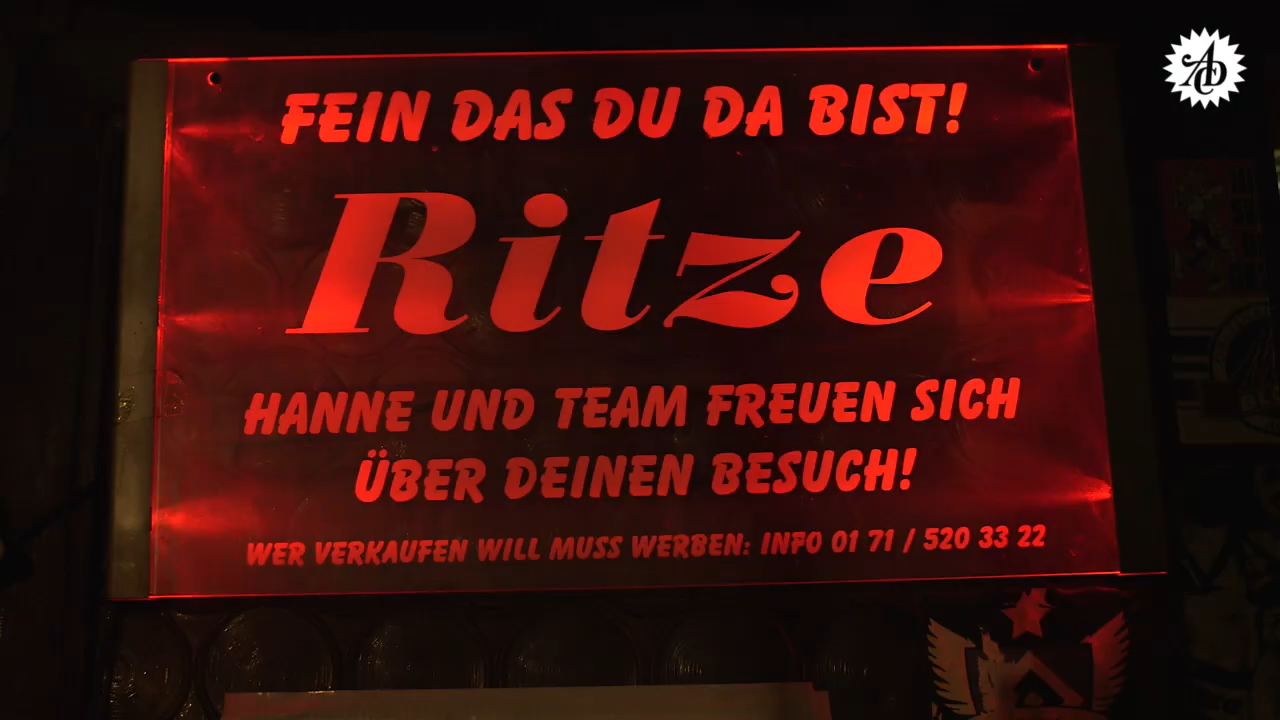 FEIN DAS DU DA BIST!
Ritze
HANNE UND TEAM FREUEN SICH
ÜBER DEINEN BESUCH!
WER VERKAUFEN WILL MUSS WERBEN: INFO 01 71 / 520 33 22